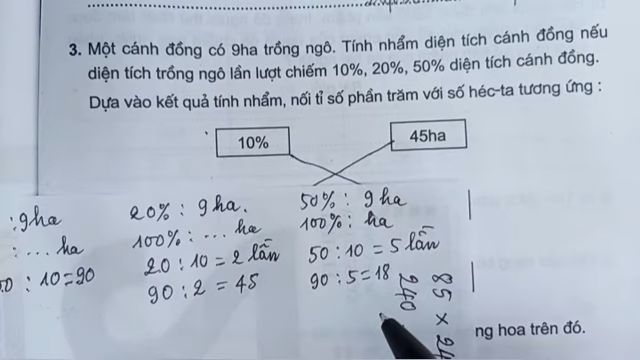 3. Một cánh đồng có 9ha trồng ngô. Tính nhẩm diện tích cánh đồng nếu
diện tích trồng ngô lần lượt chiếm 10%, 20%, 50% diện tích cánh đồng.
Dựa vào kết quả tính nhẩm, nối tỉ số phần trăm với số héc-ta tương ứng :
10%
45ha
: 9ha
: ... ha
: 10 = 90
20% : 9 ha.
100% : ... ha
20 : 10 = 2 lần
90 : 2 = 45
50% : 9 ha
100% : ha
50 : 10 = 5 lần
90 : 5 = 18
85 × 24
240
ng hoa trên đó.